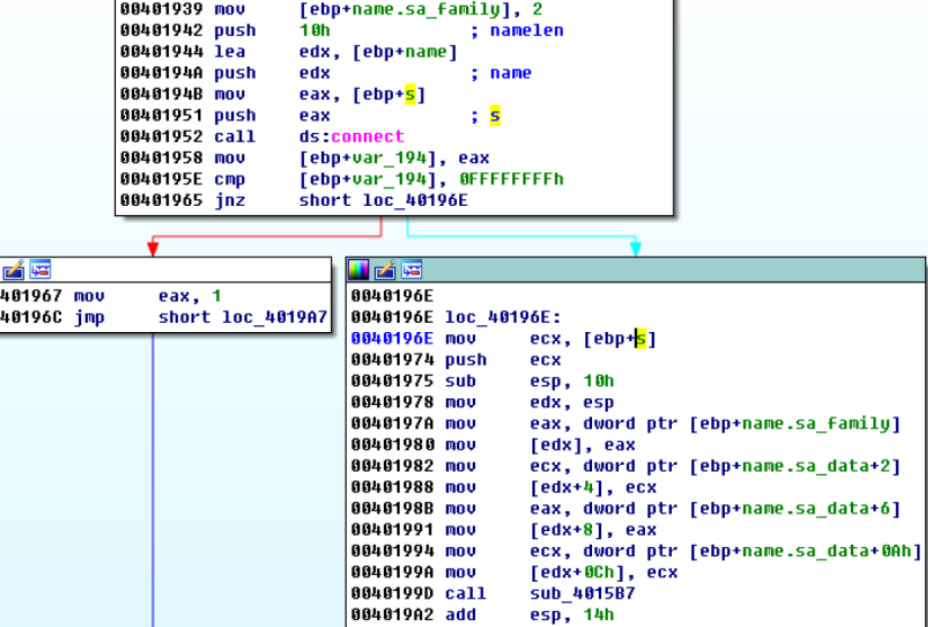 00401939 mov     [ebp+name.sa_family], 2
00401942 push    10h             ; namelen
00401944 lea     edx, [ebp+name]
0040194A push    edx             ; name
0040194B mov     eax, [ebp+s]
00401951 push    eax             ; s
00401952 call    ds:connect
00401958 mov     [ebp+var_194], eax
0040195E cmp     [ebp+var_194], 0FFFFFFFFh
00401965 jnz     short loc_40196E
401967 mov     eax, 1
40196C jmp     short loc_4019A7
0040196E
0040196E loc_40196E:
0040196E mov     ecx, [ebp+s]
00401974 push    ecx
00401975 sub     esp, 10h
00401978 mov     edx, esp
0040197A mov     eax, dword ptr [ebp+name.sa_family]
00401980 mov     [edx], eax
00401982 mov     ecx, dword ptr [ebp+name.sa_data+2]
00401988 mov     [edx+4], ecx
0040198B mov     eax, dword ptr [ebp+name.sa_data+6]
00401991 mov     [edx+8], eax
00401994 mov     ecx, dword ptr [ebp+name.sa_data+0Ah]
0040199A mov     [edx+0Ch], ecx
0040199D call    sub_4015B7
004019A2 add     esp, 14h